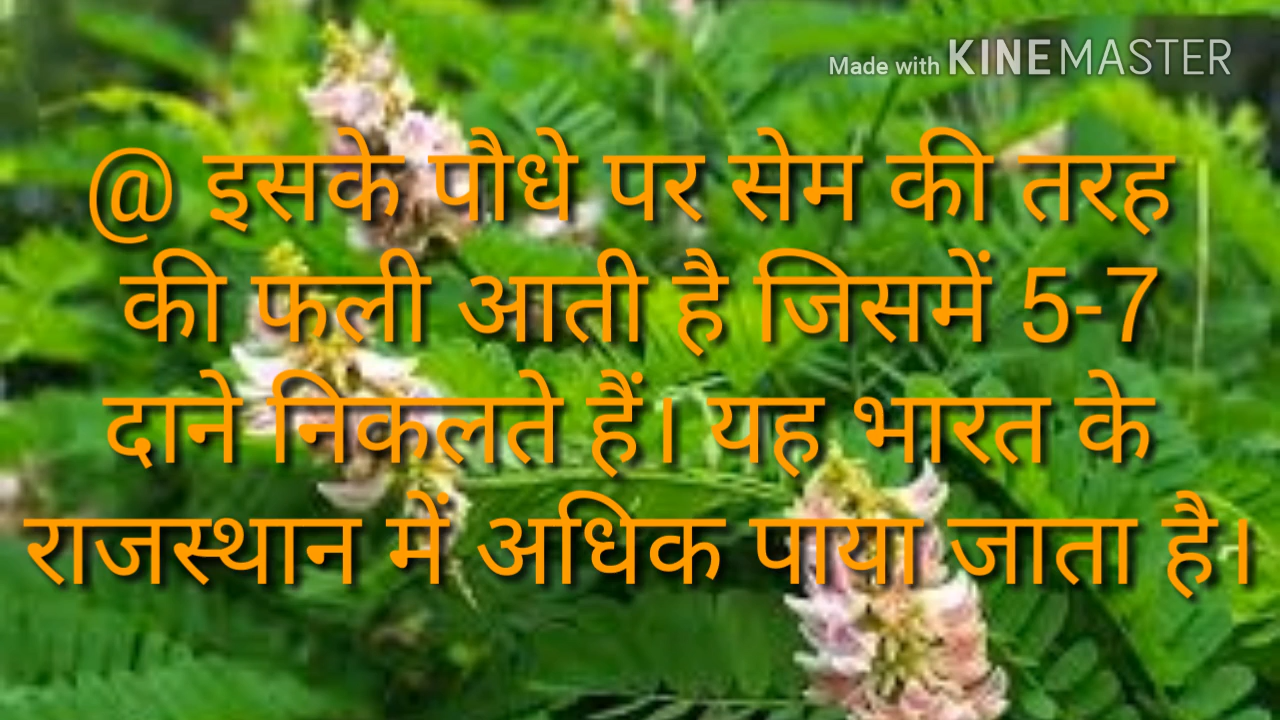 Made with KINEMASTER
@ इसके पौधे पर सेम की तरह
की फली आती है जिसमें 5-7
दाने निकलते हैं। यह भारत के
राजस्थान में अधिक पाया जाता है।